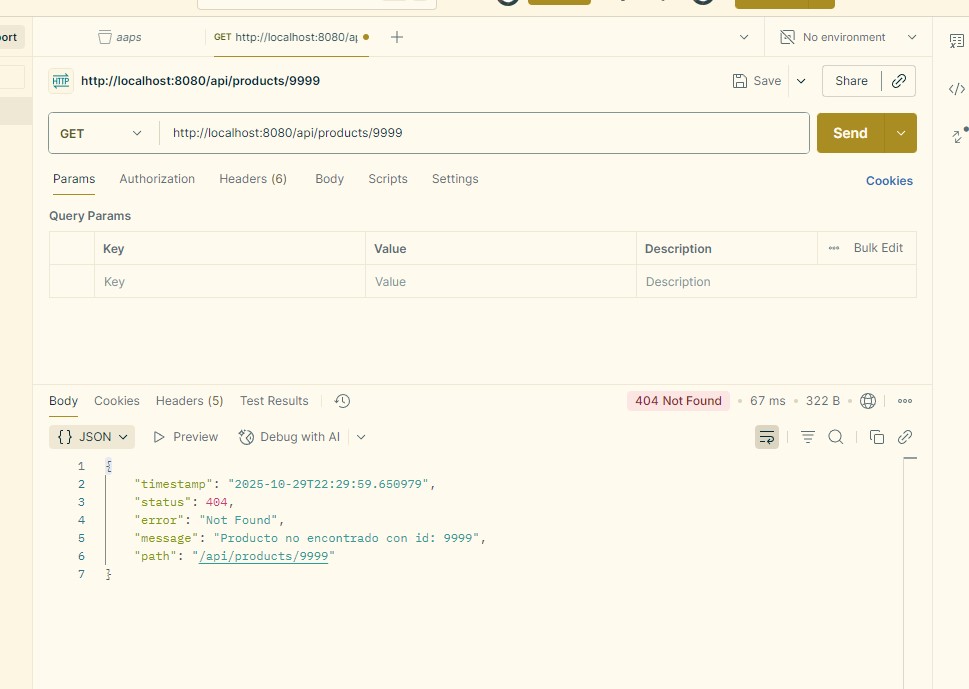 ort
aaps
GET http://localhost:8080/ap
No environment
HTTP http://localhost:8080/api/products/9999
Save
Share
GET
http://localhost:8080/api/products/9999
Send
Params Authorization Headers (6) Body Scripts Settings
Cookies
Query Params
Key Value Description ••• Bulk Edit
Key Value Description
Body Cookies Headers (5) Test Results
404 Not Found • 67 ms • 322 B •
{} JSON Preview Debug with AI
1 {
2 "timestamp": "2025-10-29T22:29:59.650979",
3 "status": 404,
4 "error": "Not Found",
5 "message": "Producto no encontrado con id: 9999",
6 "path": "/api/products/9999"
7 }